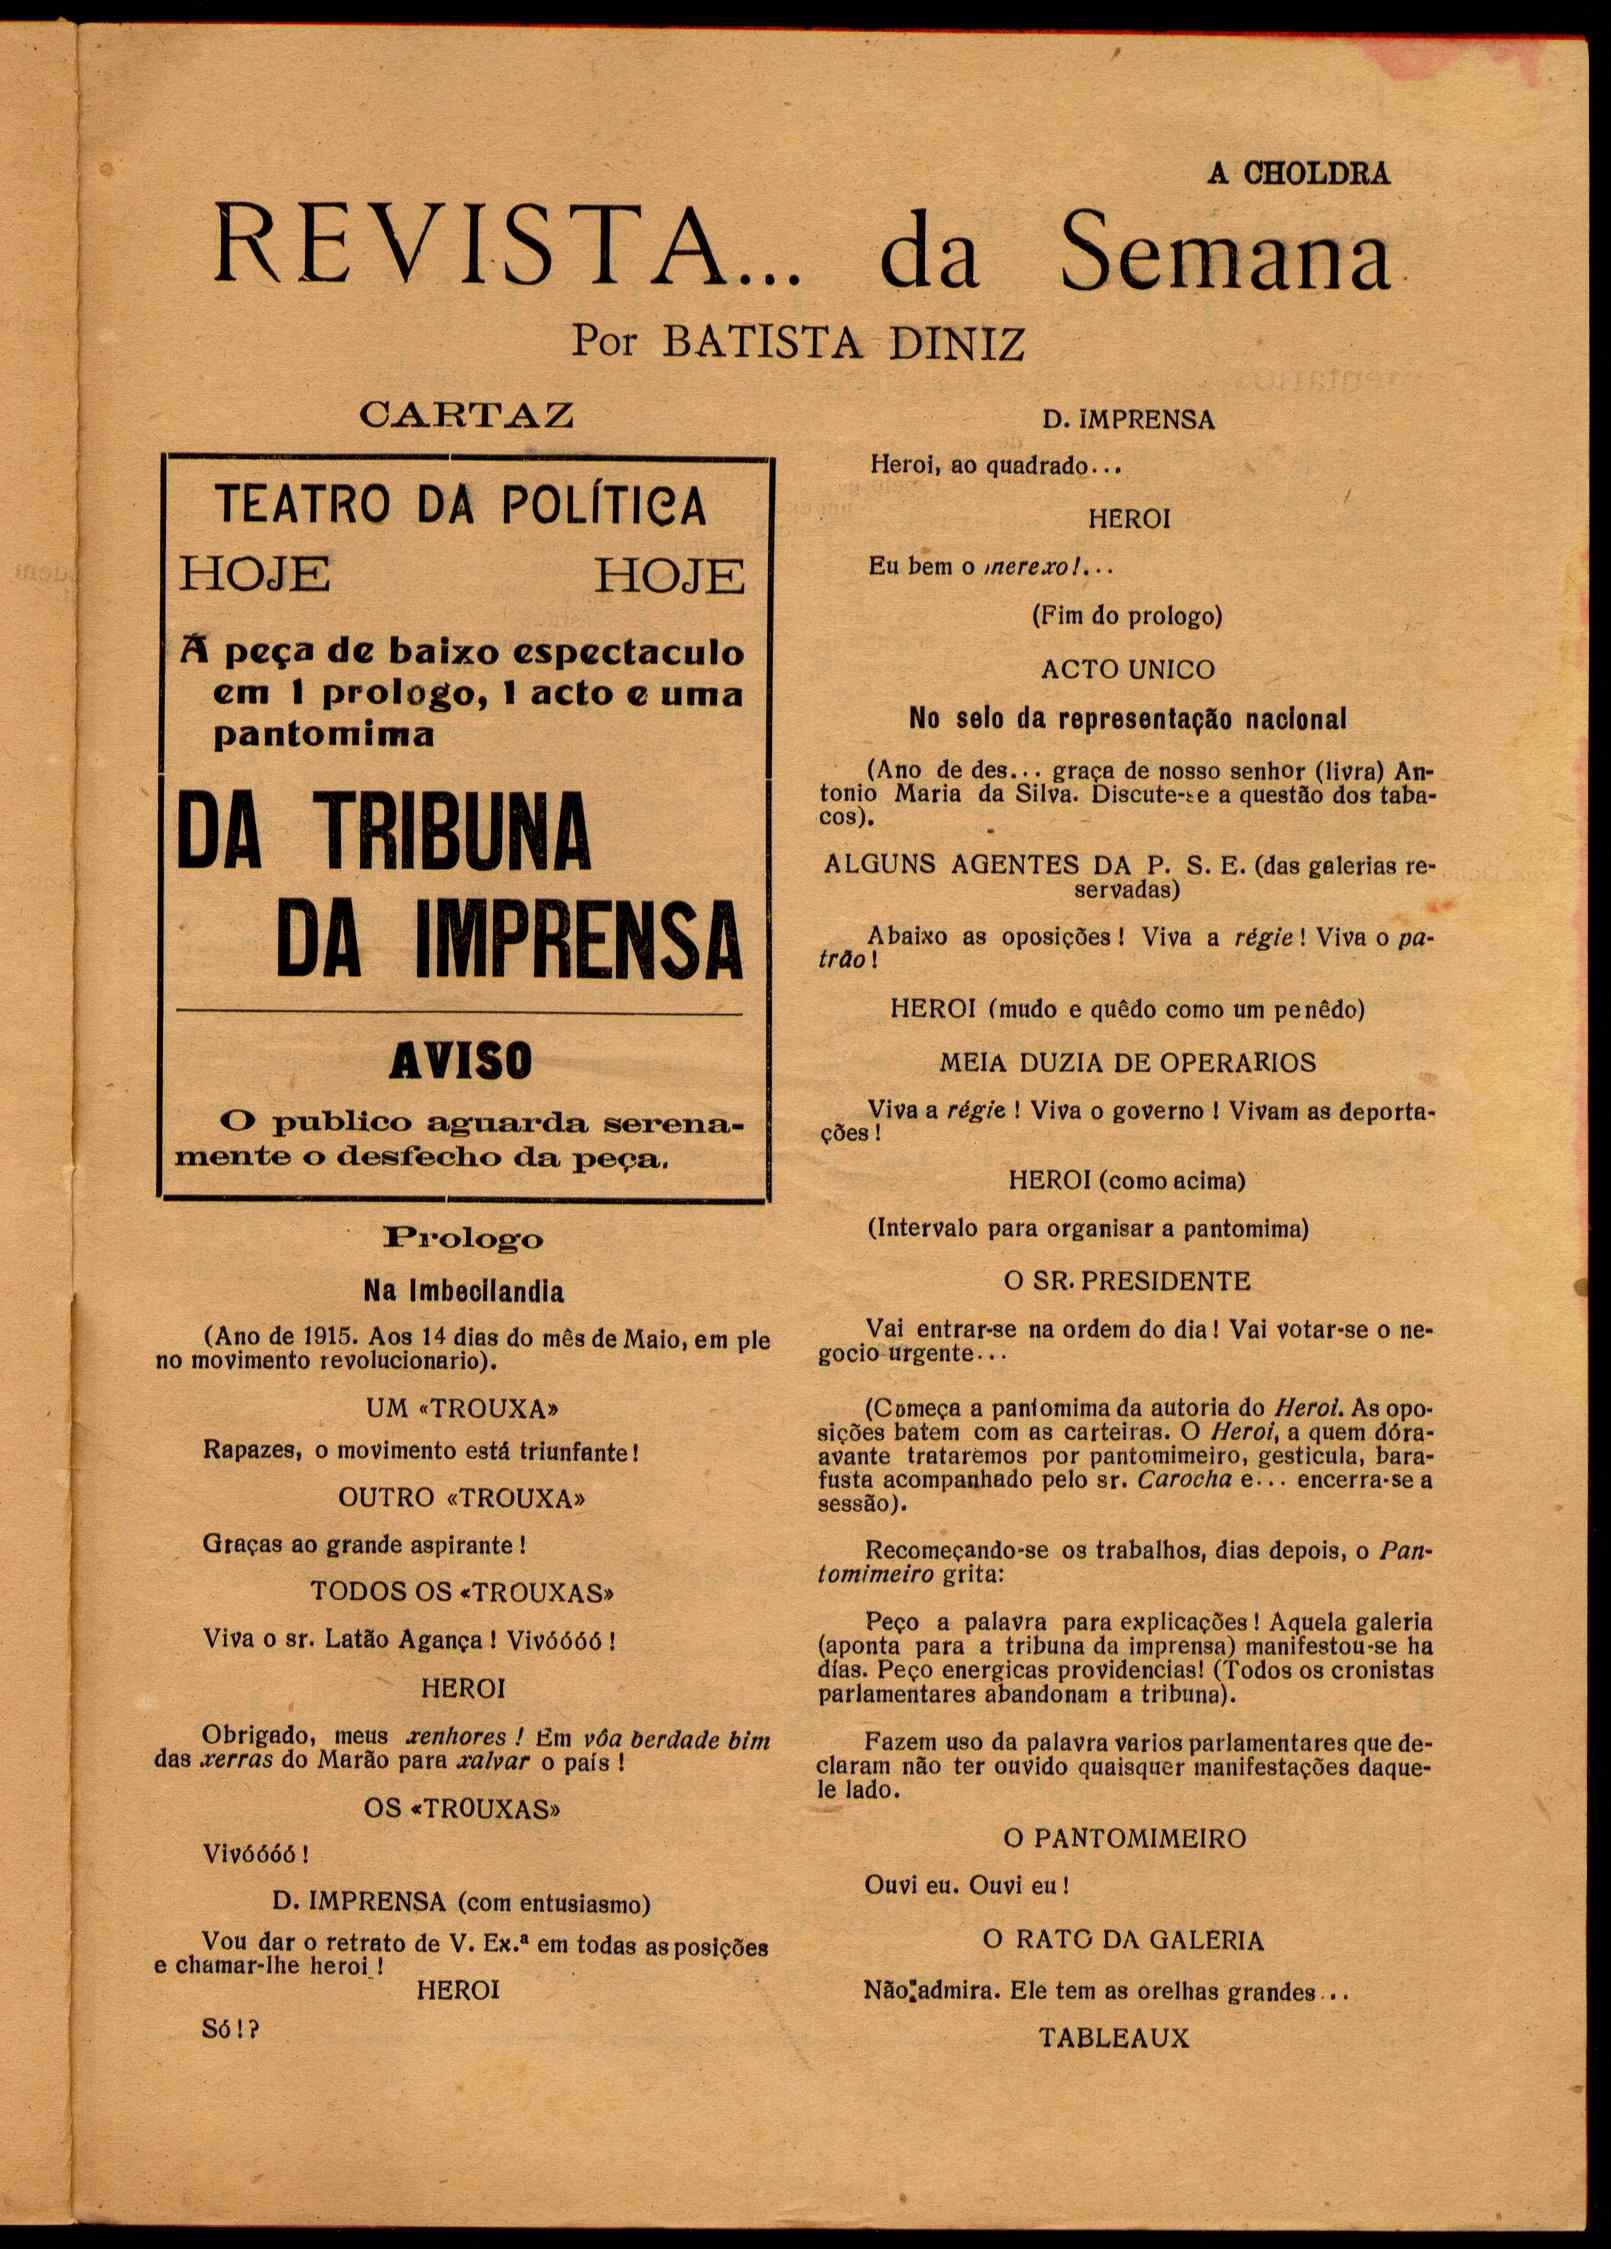 A CHOLDRA
REVISTA... da Semana
Por BATISTA DINIZ
CARTAZ
TEATRO DA POLÍTICA
HOJE HOJE
A peça de baixo espectaculo
em 1 prologo, 1 acto e uma
pantomima
DA TRIBUNA
DA IMPRENSA
AVISO
O publico aguarda serena-
mente o desfecho da peça.
Prologo
Na Imbecilandia
(Ano de 1915. Aos 14 dias do mês de Maio, em ple
no movimento revolucionario).
UM «TROUXA»
Rapazes, o movimento está triunfante!
OUTRO «TROUXA»
Graças ao grande aspirante!
TODOS OS «TROUXAS»
Viva o sr. Latão Agança! Vivóóóó!
HEROI
Obrigado, meus xenhores! Em vôa berdade bim
das xerras do Marão para xalvar o país!
OS «TROUXAS»
Vivóóóó!
D. IMPRENSA (com entusiasmo)
Vou dar o retrato de V. Ex.ª em todas as posições
e chamar-lhe heroi!
HEROI
Só!?
D. IMPRENSA
Heroi, ao quadrado...
HEROI
Eu bem o merexo!...
(Fim do prologo)
ACTO UNICO
No seio da representação nacional
(Ano de des... graça de nosso senhor (livra) An-
tonio Maria da Silva. Discute-se a questão dos taba-
cos).
ALGUNS AGENTES DA P. S. E. (das galerias re-
servadas)
Abaixo as oposições! Viva a régie! Viva o pa-
trão!
HEROI (mudo e quêdo como um penêdo)
MEIA DUZIA DE OPERARIOS
Viva a régie! Viva o governo! Vivam as deporta-
ções!
HEROI (como acima)
(Intervalo para organisar a pantomima)
O SR. PRESIDENTE
Vai entrar-se na ordem do dia! Vai votar-se o ne-
gocio urgente...
(Começa a pantomima da autoria do Heroi. As opo-
sições batem com as carteiras. O Heroi, a quem dóra-
avante trataremos por pantomimeiro, gesticula, bara-
fusta acompanhado pelo sr. Carocha e... encerra-se a
sessão).
Recomeçando-se os trabalhos, dias depois, o Pan-
tomimeiro grita:
Peço a palavra para explicações! Aquela galeria
(aponta para a tribuna da imprensa) manifestou-se ha
días. Peço energicas providencias! (Todos os cronistas
parlamentares abandonam a tribuna).
Fazem uso da palavra varios parlamentares que de-
claram não ter ouvido quaisquer manifestações daque-
le lado.
O PANTOMIMEIRO
Ouvi eu. Ouvi eu!
O RATO DA GALERIA
Não admira. Ele tem as orelhas grandes...
TABLEAUX